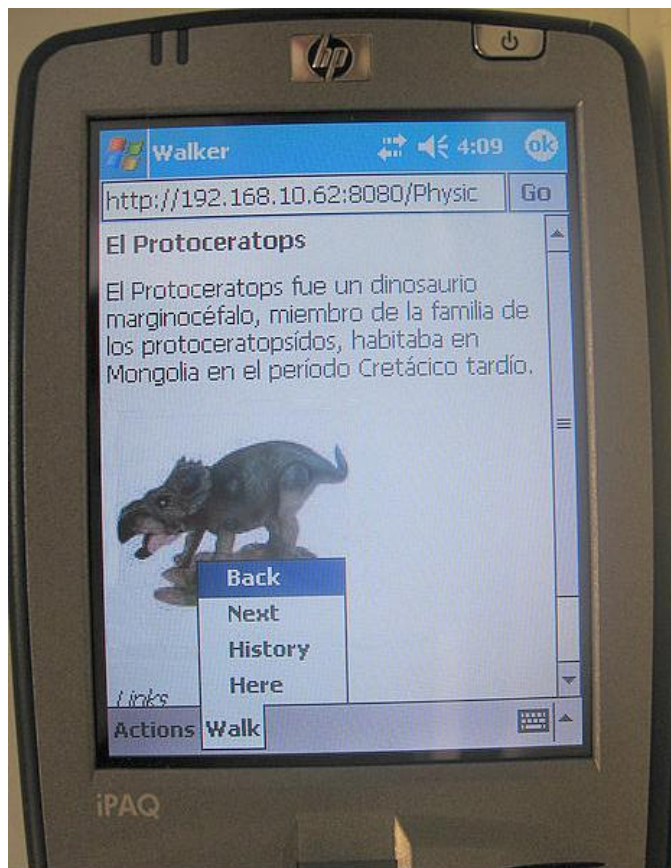 hp
Walker 4:09 ok
http://192.168.10.62:8080/Physic Go
El Protoceratops
El Protoceratops fue un dinosaurio
marginocéfalo, miembro de la familia de
los protoceratopsídos, habitaba en
Mongolia en el período Cretácico tardío.
Back
Next
History
Here
Links
Actions Walk
iPAQ